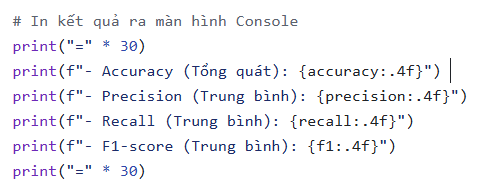 # In kết quả ra màn hình Console
print("=" * 30)
print(f"- Accuracy (Tổng quát): {accuracy:.4f}")
print(f"- Precision (Trung bình): {precision:.4f}")
print(f"- Recall (Trung bình): {recall:.4f}")
print(f"- F1-score (Trung bình): {f1:.4f}")
print("=" * 30)